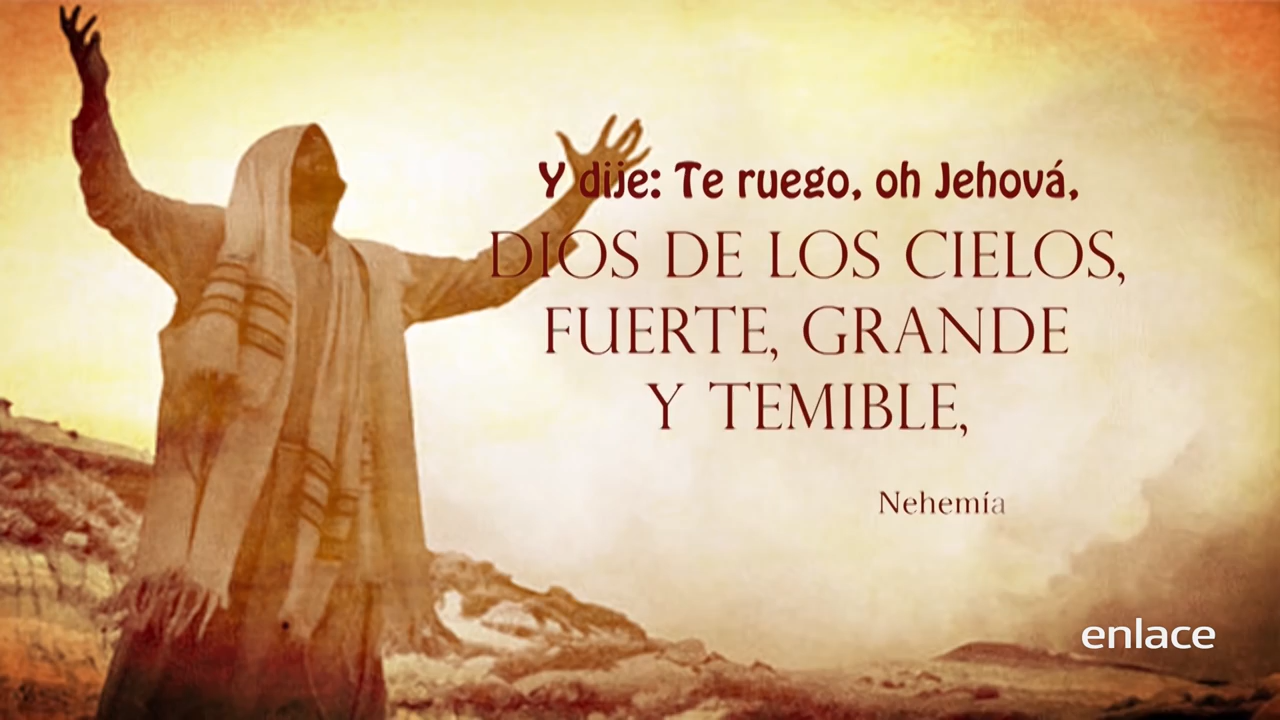 Y dije: Te ruego, oh Jehová,
DIOS DE LOS CIELOS,
FUERTE, GRANDE
Y TEMIBLE,
Nehemía
enlace